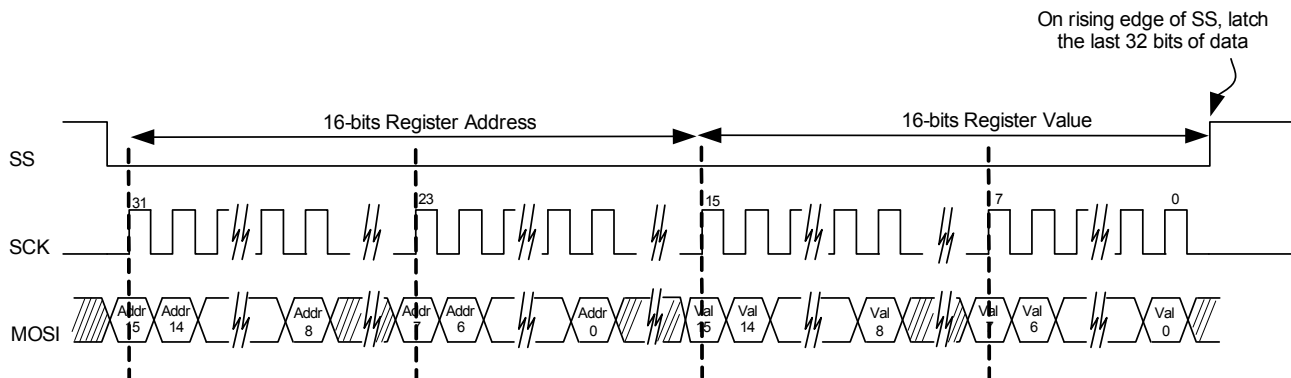 On rising edge of SS, latch
the last 32 bits of data
16-bits Register Address
16-bits Register Value
SS
31
23
15
7
0
SCK
MOSI
Addr
15
Addr
14
Addr
8
Addr
7
Addr
6
Addr
0
Val
15
Val
14
Val
8
Val
7
Val
6
Val
0